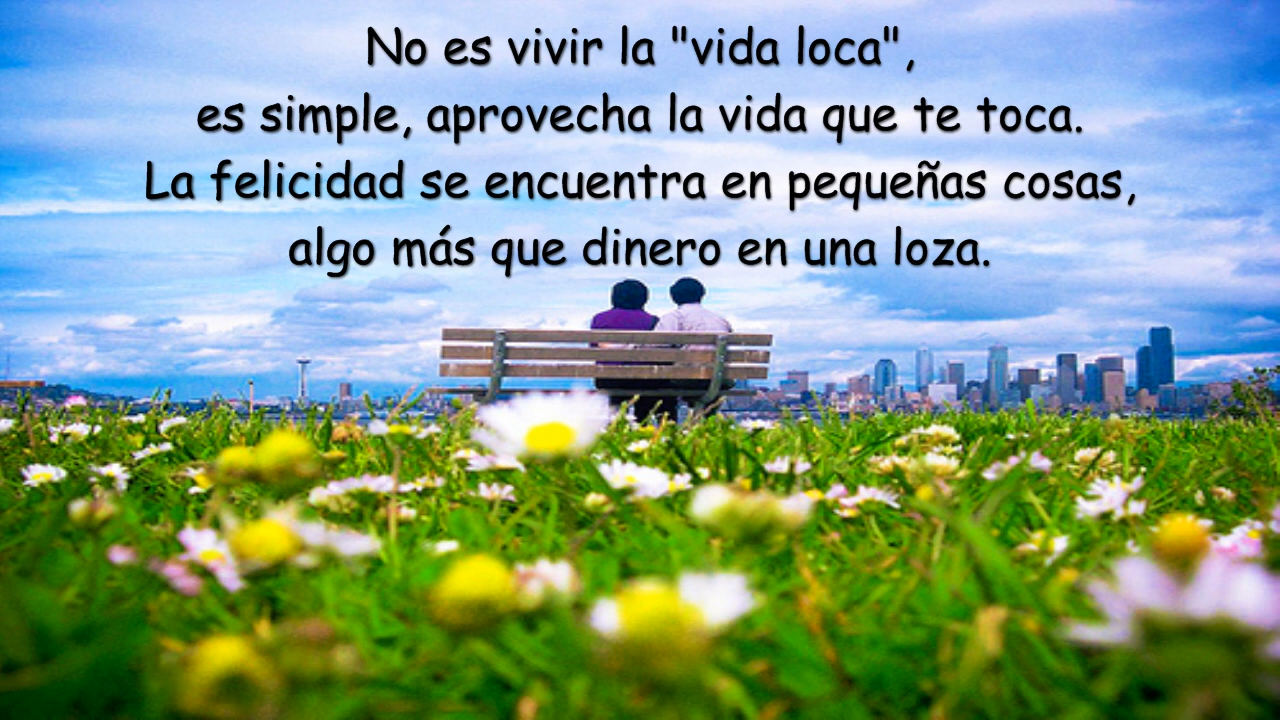 No es vivir la "vida loca",
es simple, aprovecha la vida que te toca.
La felicidad se encuentra en pequeñas cosas,
algo más que dinero en una loza.